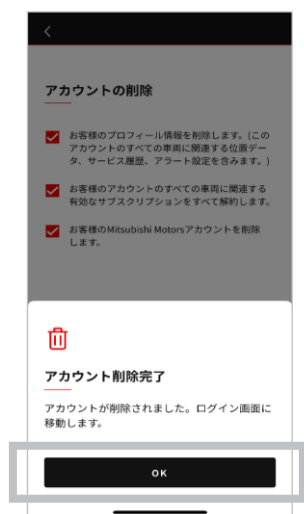 アカウントの削除
お客様のプロフィール情報を削除します。(この
アカウントのすべての車両に関連する位置デー
タ、サービス履歴、アラート設定を含みます。)
お客様のアカウントのすべての車両に関連する
有効なサブスクリプションをすべて解約します。
お客様のMitsubishi Motorsアカウントを削除
します。
アカウント削除完了
アカウントが削除されました。ログイン画面に
移動します。
OK